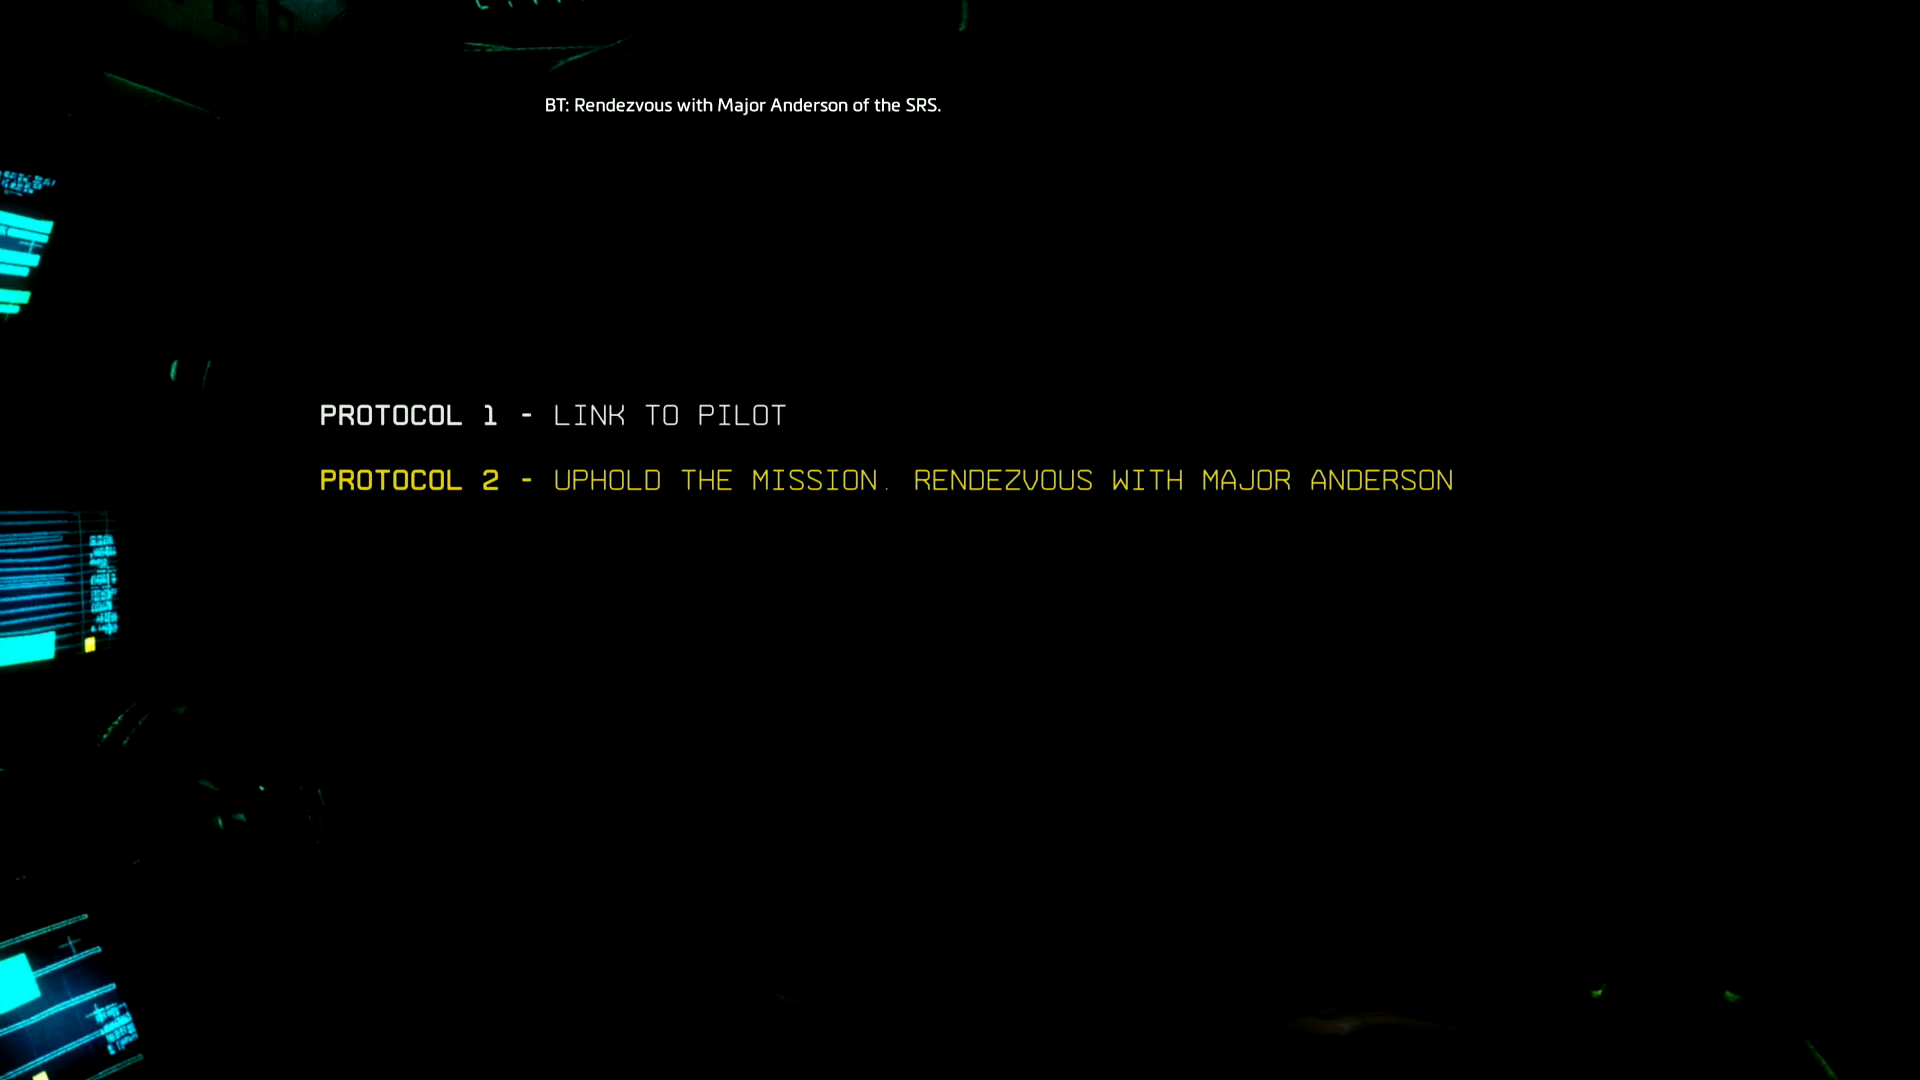 BT: Rendezvous with Major Anderson of the SRS.
PROTOCOL 1 - LINK TO PILOT
PROTOCOL 2 - UPHOLD THE MISSION. RENDEZVOUS WITH MAJOR ANDERSON